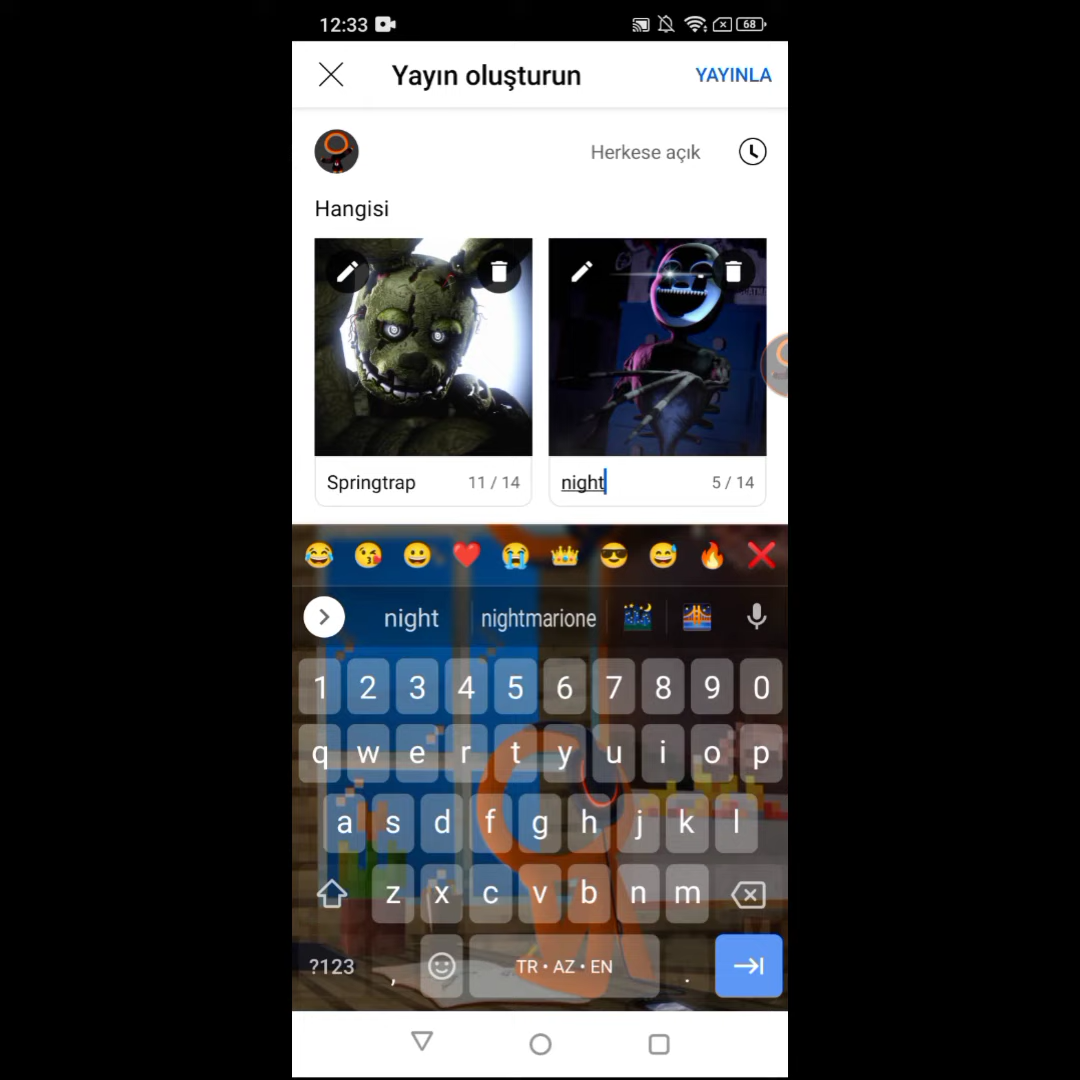 12:33
68
Yayın oluşturun
YAYINLA
Herkese açık
Hangisi
Springtrap 11 / 14
night 5 / 14
night nightmarione
1 2 3 4 5 6 7 8 9 0
q w e r t y u i o p
a s d f g h j k l
z x c v b n m
?123 , TR • AZ • EN .